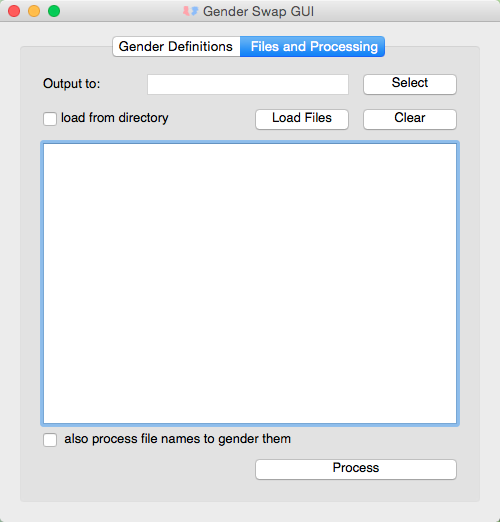 Gender Swap GUI
Gender Definitions Files and Processing
Output to: Select
load from directory Load Files Clear
also process file names to gender them
Process